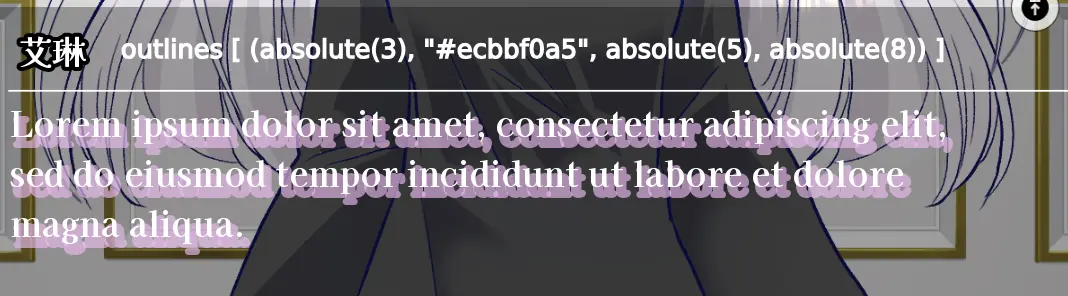 艾琳
outlines [ (absolute(3), "#ecbbf0a5", absolute(5), absolute(8)) ]
Lorem ipsum dolor sit amet, consectetur adipiscing elit,
sed do eiusmod tempor incididunt ut labore et dolore
magna aliqua.